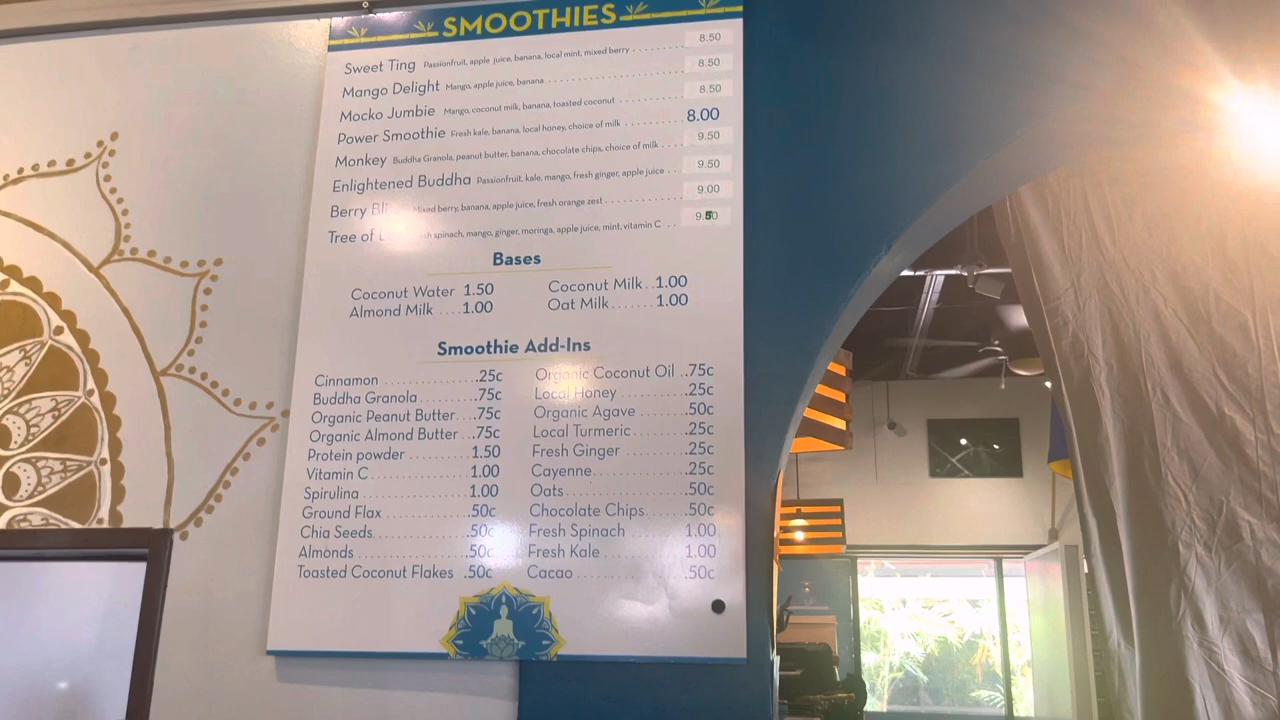 SMOOTHIES
Sweet Ting Passionfruit, apple juice, banana, local mint, mixed berry ........ 8.50
Mango Delight Mango, apple juice, banana ........ 8.50
Mocko Jumbie Mango, coconut milk, banana, toasted coconut ........ 8.50
Power Smoothie Fresh kale, banana, local honey, choice of milk ........ 8.00
Monkey Buddha Granola, peanut butter, banana, chocolate chips, choice of milk .... 9.50
Enlightened Buddha Passionfruit, kale, mango, fresh ginger, apple juice .. 9.50
Berry Mixed berry, banana, apple juice, fresh orange zest ........ 9.00
Tree of spinach, mango, ginger, moringa, apple juice, mint, vitamin C .. 9.50
Bases
Coconut Water 1.50 Coconut Milk..1.00
Almond Milk ....1.00 Oat Milk.......1.00
Smoothie Add-Ins
Cinnamon ..............25c Organic Coconut Oil ..75c
Buddha Granola.........75c Local Honey ...........25c
Organic Peanut Butter...75c Organic Agave ........50c
Organic Almond Butter ...75c Local Turmeric.........25c
Protein powder .......... 1.50 Fresh Ginger ..........25c
Vitamin C............... 1.00 Cayenne...............25c
Spirulina ................ 1.00 Oats...................50c
Ground Flax .............50c Chocolate Chips.......50c
Chia Seeds...............50c Fresh Spinach ........ 1.00
Almonds .................50c Fresh Kale ............ 1.00
Toasted Coconut Flakes .50c Cacao .................50c